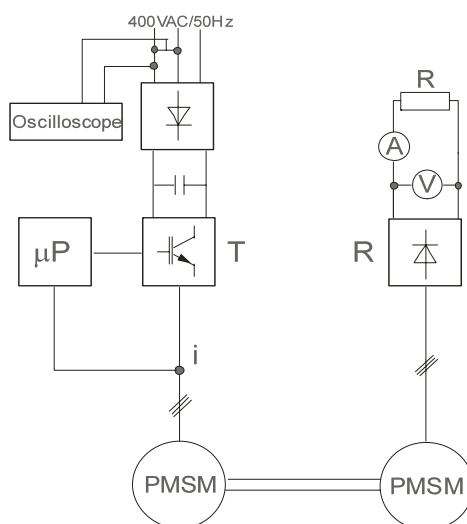 400VAC/50Hz
Oscilloscope
R
A
V
μP
T
R
i
PMSM
PMSM